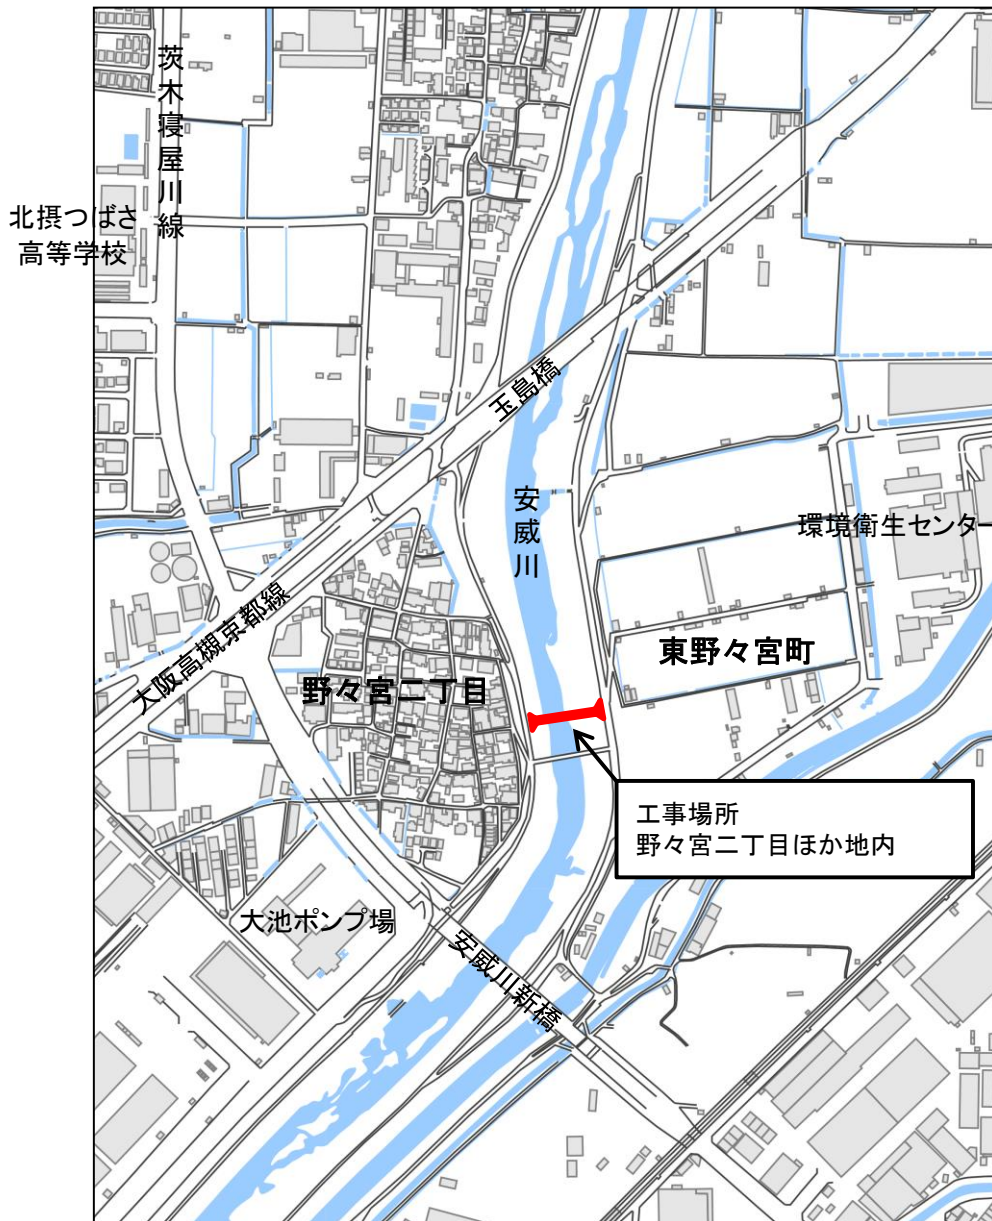 茨木寝屋川線
北摂つばさ
高等学校
玉島橋
安威川
環境衛生センター
大阪高槻京都線
東野々宮町
野々宮二丁目
工事場所
野々宮二丁目ほか地内
大池ポンプ場
安威川新橋